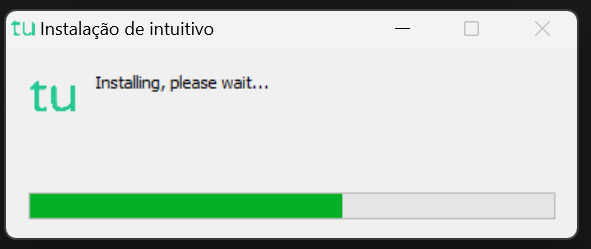 tu Instalação de intuitivo
tu
Installing, please wait...